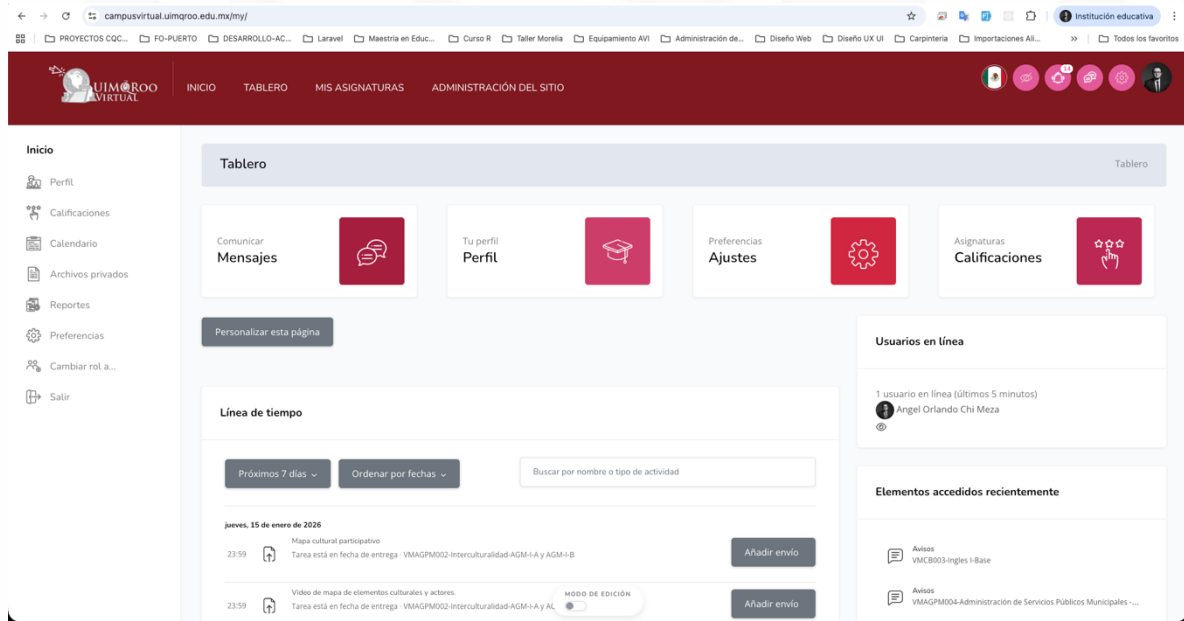 campusvirtual.uimqroo.edu.mx/my/
Institución educativa
PROYECTOS CQC... FO-PUERTO DESARROLLO-AC... Laravel Maestria en Educ... Curso R Taller Morelia Equipamiento AVI Administración de... Diseño Web Diseño UX UI Carpinteria Importaciones Ali... » Todos los favoritos
UIMQROO
VIRTUAL
INICIO TABLERO MIS ASIGNATURAS ADMINISTRACIÓN DEL SITIO
14
Inicio
Perfil
Calificaciones
Calendario
Archivos privados
Reportes
Preferencias
Cambiar rol a...
Salir
Tablero
Tablero
Comunicar
Mensajes
Tu perfil
Perfil
Preferencias
Ajustes
Asignaturas
Calificaciones
Personalizar esta página
Línea de tiempo
Próximos 7 días
Ordenar por fechas
Buscar por nombre o tipo de actividad
jueves, 15 de enero de 2026
Mapa cultural participativo
23:59 Tarea está en fecha de entrega · VMAGPM002-Interculturalidad-AGM-I-A y AGM-I-B
Añadir envío
Video de mapa de elementos culturales y actores.
23:59 Tarea está en fecha de entrega · VMAGPM002-Interculturalidad-AGM-I-A y
Añadir envío
MODO DE EDICIÓN
Usuarios en línea
1 usuario en línea (últimos 5 minutos)
Angel Orlando Chi Meza
Elementos accedidos recientemente
Avisos
VMCB003-Ingles I-Base
Avisos
VMAGPM004-Administración de Servicios Públicos Municipales -...